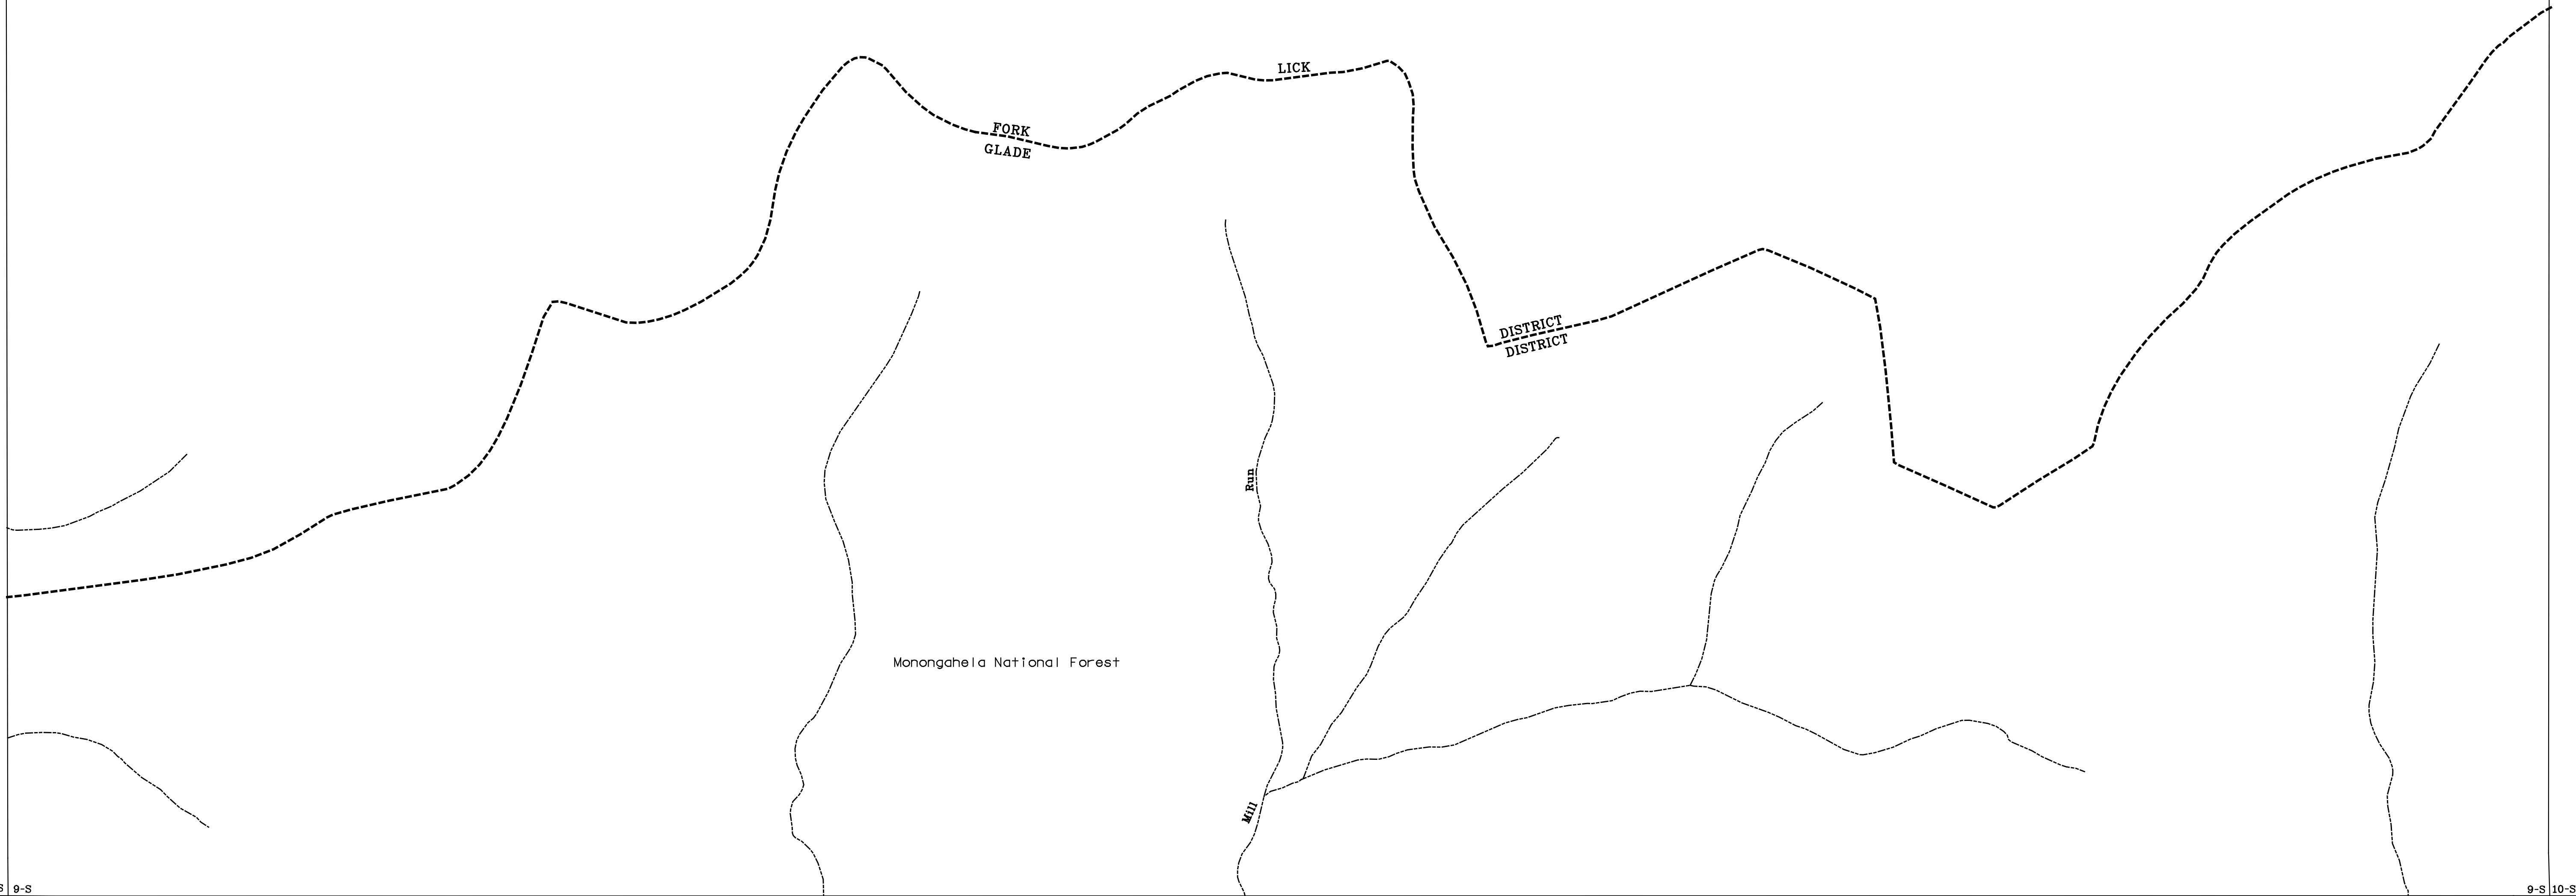 LICK
FORK
GLADE
DISTRICT
DISTRICT
Run
Monongahela National Forest
Mill
S 9-S
9-S 10-S